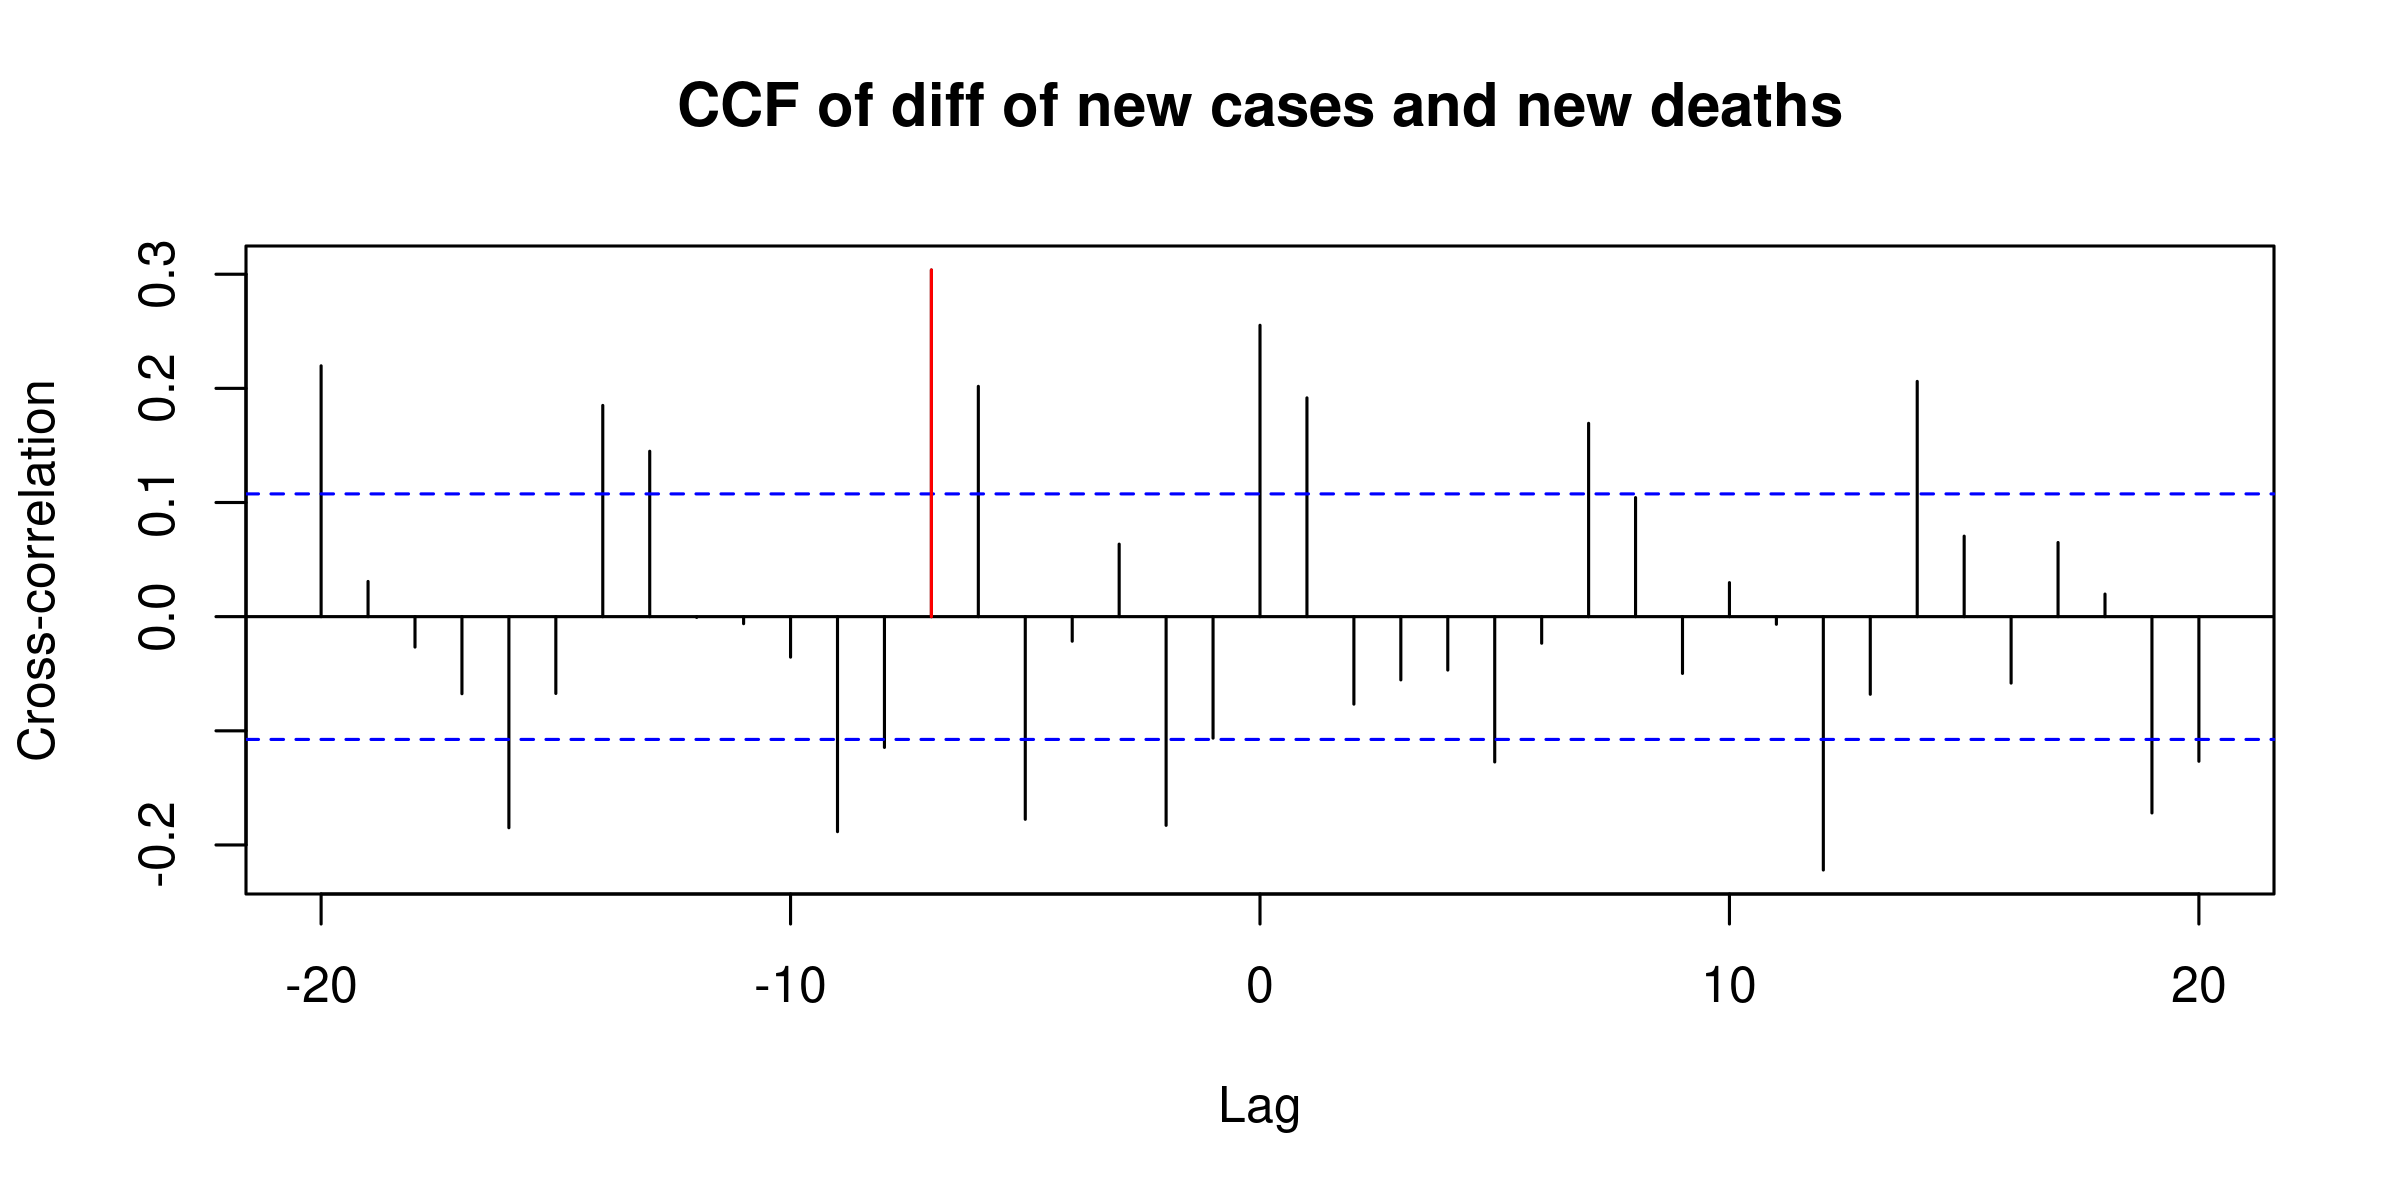 CCF of diff of new cases and new deaths
Cross-correlation
0.3
0.2
0.1
0.0
-0.2
-20 -10 0 10 20
Lag